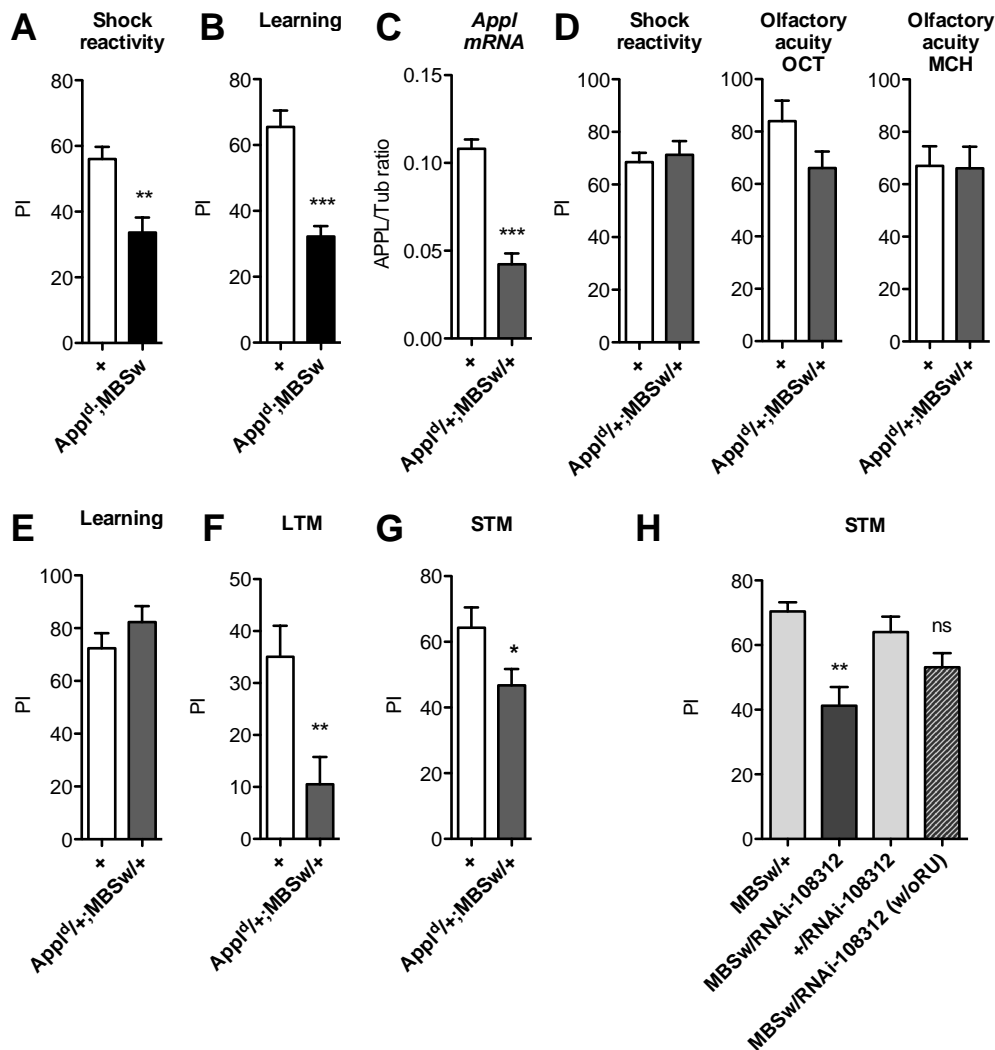 A
Shock
reactivity
PI
80
60
40
20
0
**
+
Appl^d;MBSw
B
Learning
PI
80
60
40
20
0
***
+
Appl^d;MBSw
C
Appl
mRNA
APPL/Tub ratio
0.15
0.10
0.05
0.00
***
+
Appl^d/+;MBSw/+
D
Shock
reactivity
PI
100
80
60
40
20
0
+
Appl^d/+;MBSw/+
Olfactory
acuity
OCT
100
80
60
40
20
0
+
Appl^d/+;MBSw/+
Olfactory
acuity
MCH
100
80
60
40
20
0
+
Appl^d/+;MBSw/+
E
Learning
PI
100
80
60
40
20
0
+
Appl^d/+;MBSw/+
F
LTM
PI
50
40
30
20
10
0
**
+
Appl^d/+;MBSw/+
G
STM
PI
80
60
40
20
0
*
+
Appl^d/+;MBSw/+
H
STM
PI
80
60
40
20
0
**
ns
MBSw/+
MBSw/RNAi-108312
+/RNAi-108312
MBSw/RNAi-108312 (w/oRU)